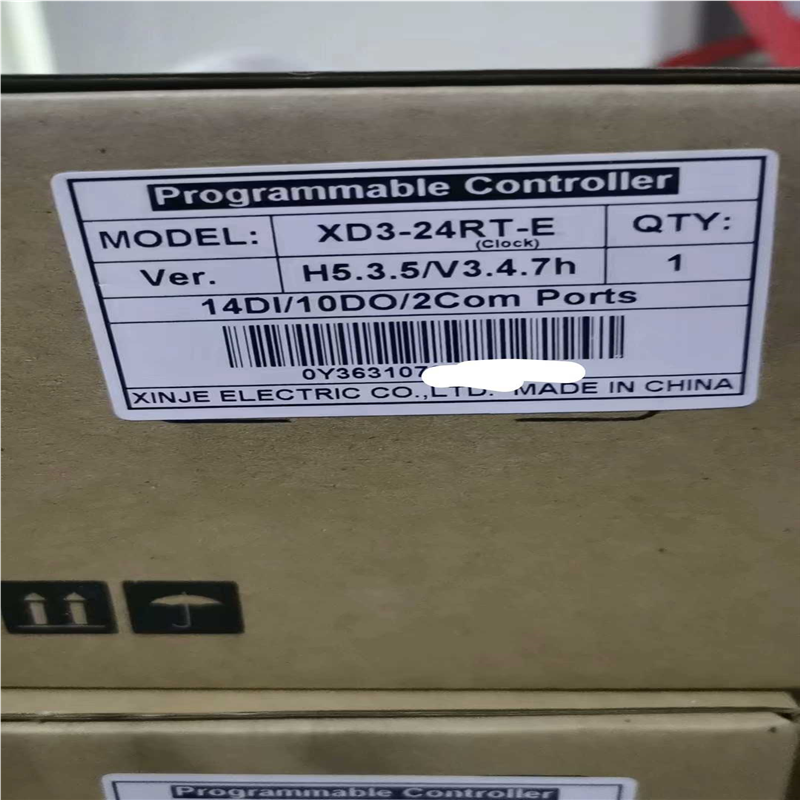 Programmable Controller
MODEL: XD3-24RT-E (Clock) QTY:
Ver. H5.3.5/V3.4.7h 1
14DI/10DO/2Com Ports
0Y363107
XINJE ELECTRIC CO.,LTD. MADE IN CHINA
Programmable Controller